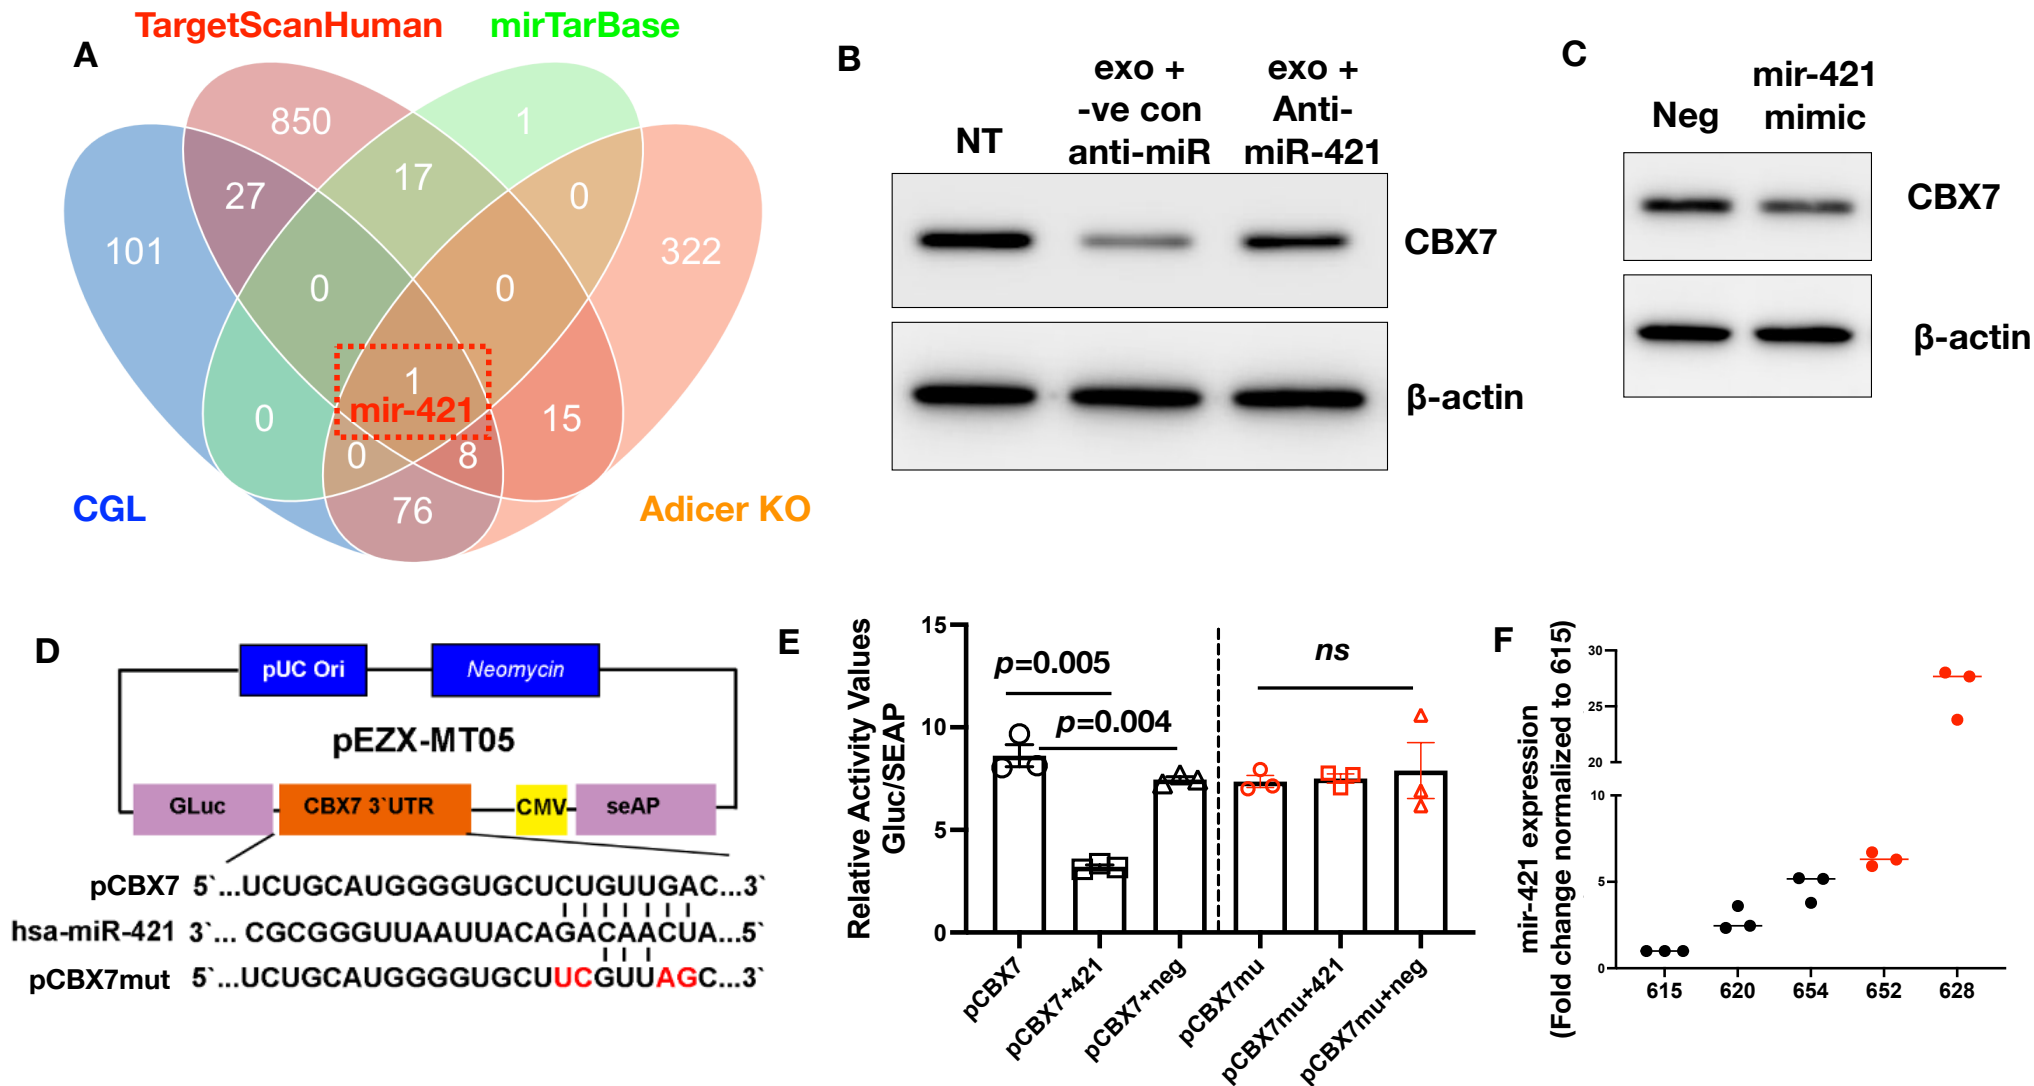 A
TargetScanHuman
mirTarBase
850
1
27
17
0
101
322
0
0
1
mir-421
0
15
0
8
76
CGL
Adicer KO
B
NT
exo +
-ve con
anti-miR
exo +
Anti-
miR-421
CBX7
β-actin
C
Neg
mir-421
mimic
CBX7
β-actin
D
pUC Ori
Neomycin
pEZX-MT05
GLuc
CBX7 3`UTR
CMV
seAP
pCBX7 5`...UCUGCAUGGGGUGCUCUGUUGAC...3`
hsa-miR-421 3`... CGCGGGUUAAUUACAGACAACUA...5`
pCBX7mut 5`...UCUGCAUGGGGUGCUUCGUUAGC...3`
E
Relative Activity Values
Gluc/SEAP
15
10
5
0
p=0.005
p=0.004
ns
pCBX7
pCBX7+421
pCBX7+neg
pCBX7mu
pCBX7mu+421
pCBX7mu+neg
F
mir-421 expression
(Fold change normalized to 615)
30
25
20
10
5
0
615
620
654
652
628